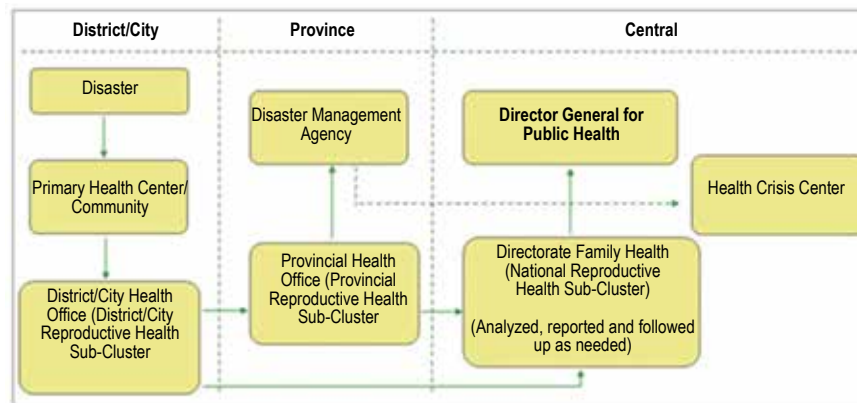 District/City
Province
Central
Disaster
Primary Health Center/
Community
District/City Health
Office (District/City
Reproductive Health
Sub-Cluster
Disaster Management
Agency
Provincial Health
Office (Provincial
Reproductive Health
Sub-Cluster
Director General for
Public Health
Health Crisis Center
Directorate Family Health
(National Reproductive
Health Sub-Cluster)
(Analyzed, reported and followed
up as needed)